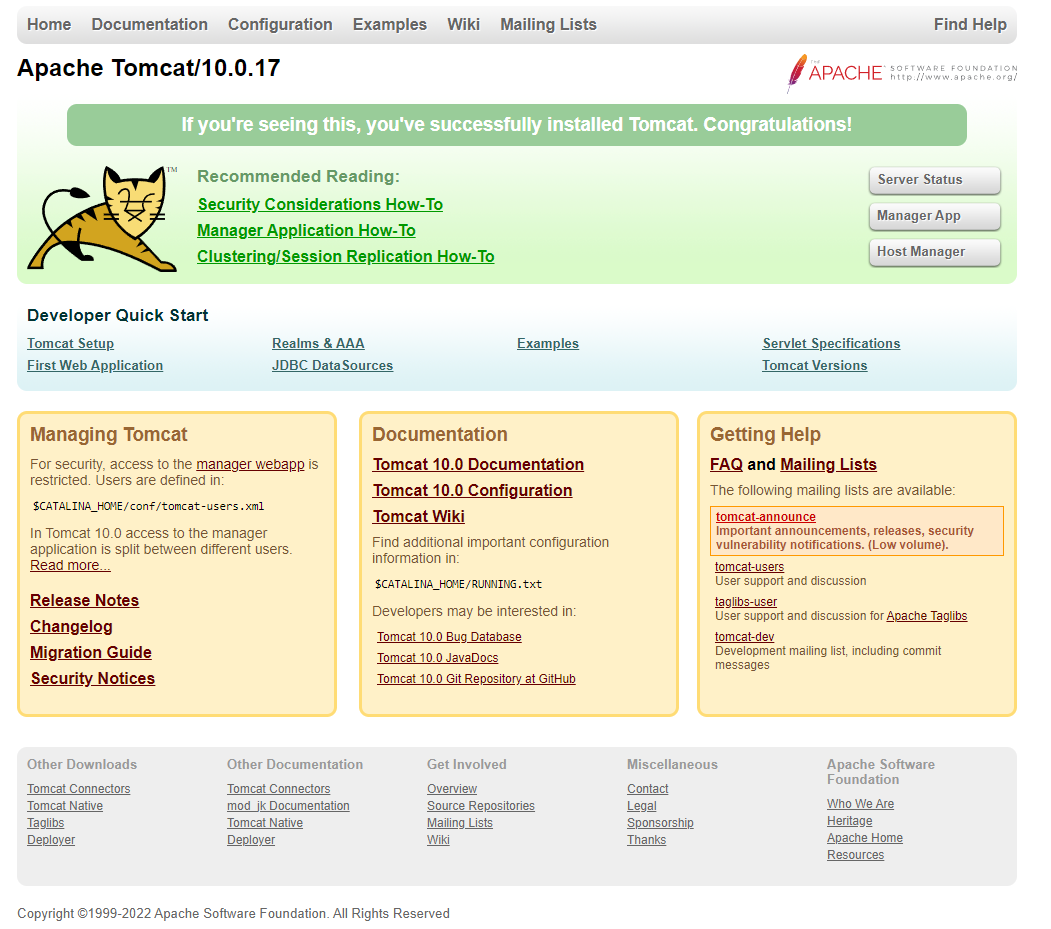 Home Documentation Configuration Examples Wiki Mailing Lists Find Help
Apache Tomcat/10.0.17
THE APACHE SOFTWARE FOUNDATION
http://www.apache.org/
If you're seeing this, you've successfully installed Tomcat. Congratulations!
TM
Recommended Reading:
Security Considerations How-To
Manager Application How-To
Clustering/Session Replication How-To
Server Status
Manager App
Host Manager
Developer Quick Start
Tomcat Setup
First Web Application
Realms & AAA
JDBC DataSources
Examples
Servlet Specifications
Tomcat Versions
Managing Tomcat
For security, access to the manager webapp is
restricted. Users are defined in:
$CATALINA_HOME/conf/tomcat-users.xml
In Tomcat 10.0 access to the manager
application is split between different users.
Read more...
Release Notes
Changelog
Migration Guide
Security Notices
Documentation
Tomcat 10.0 Documentation
Tomcat 10.0 Configuration
Tomcat Wiki
Find additional important configuration
information in:
$CATALINA_HOME/RUNNING.txt
Developers may be interested in:
Tomcat 10.0 Bug Database
Tomcat 10.0 JavaDocs
Tomcat 10.0 Git Repository at GitHub
Getting Help
FAQ and Mailing Lists
The following mailing lists are available:
tomcat-announce
Important announcements, releases, security
vulnerability notifications. (Low volume).
tomcat-users
User support and discussion
taglibs-user
User support and discussion for Apache Taglibs
tomcat-dev
Development mailing list, including commit
messages
Other Downloads
Tomcat Connectors
Tomcat Native
Taglibs
Deployer
Other Documentation
Tomcat Connectors
mod_jk Documentation
Tomcat Native
Deployer
Get Involved
Overview
Source Repositories
Mailing Lists
Wiki
Miscellaneous
Contact
Legal
Sponsorship
Thanks
Apache Software
Foundation
Who We Are
Heritage
Apache Home
Resources
Copyright ©1999-2022 Apache Software Foundation. All Rights Reserved